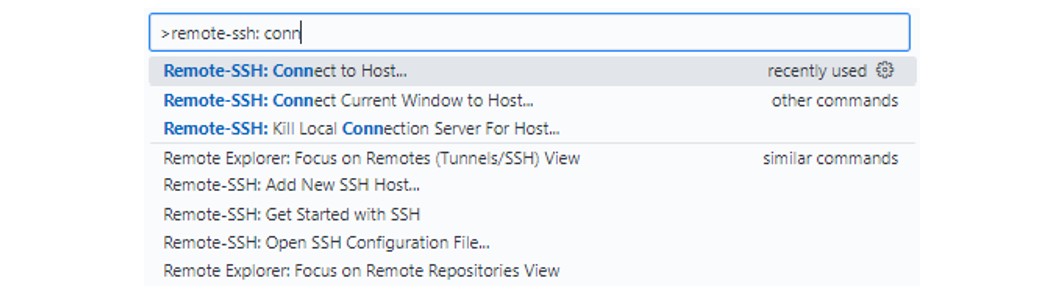 >remote-ssh: conn
Remote-SSH: Connect to Host... recently used
Remote-SSH: Connect Current Window to Host... other commands
Remote-SSH: Kill Local Connection Server For Host...
Remote Explorer: Focus on Remotes (Tunnels/SSH) View similar commands
Remote-SSH: Add New SSH Host...
Remote-SSH: Get Started with SSH
Remote-SSH: Open SSH Configuration File...
Remote Explorer: Focus on Remote Repositories View